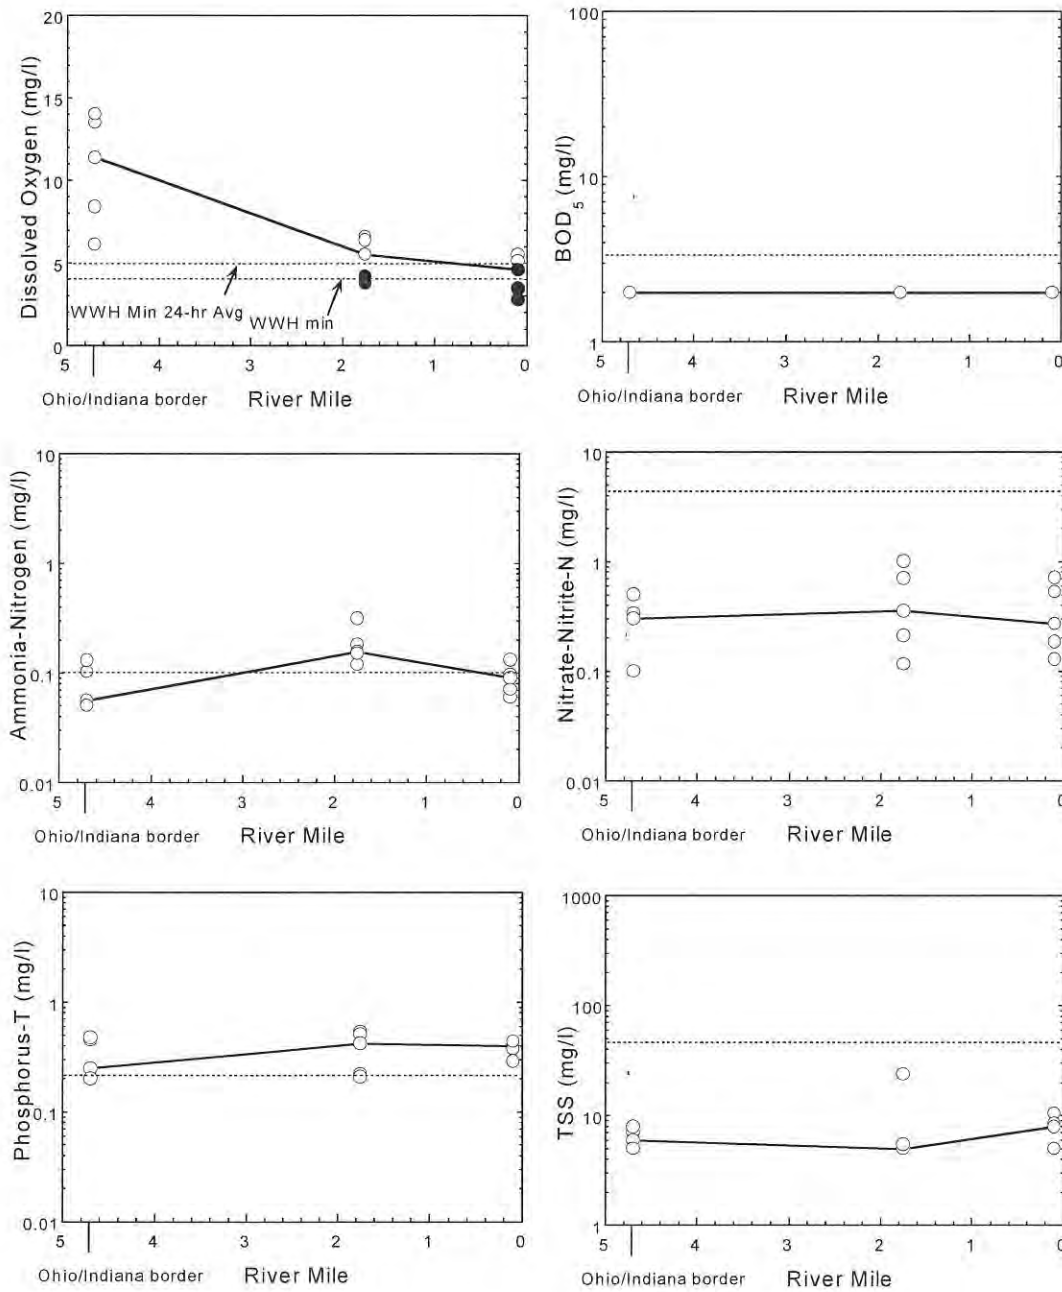 20
15
10
5
0
Dissolved Oxygen (mg/l)
WWH Min 24-hr Avg
WWH min
5 4 3 2 1 0
Ohio/Indiana border River Mile
100
10
1
BOD5 (mg/l)
5 4 3 2 1 0
Ohio/Indiana border River Mile
10
1
0.1
0.01
Ammonia-Nitrogen (mg/l)
5 4 3 2 1 0
Ohio/Indiana border River Mile
10
1
0.1
0.01
Nitrate-Nitrite-N (mg/l)
5 4 3 2 1 0
Ohio/Indiana border River Mile
10
1
0.1
0.01
Phosphorus-T (mg/l)
5 4 3 2 1 0
Ohio/Indiana border River Mile
1000
100
10
1
TSS (mg/l)
5 4 3 2 1 0
Ohio/Indiana border River Mile